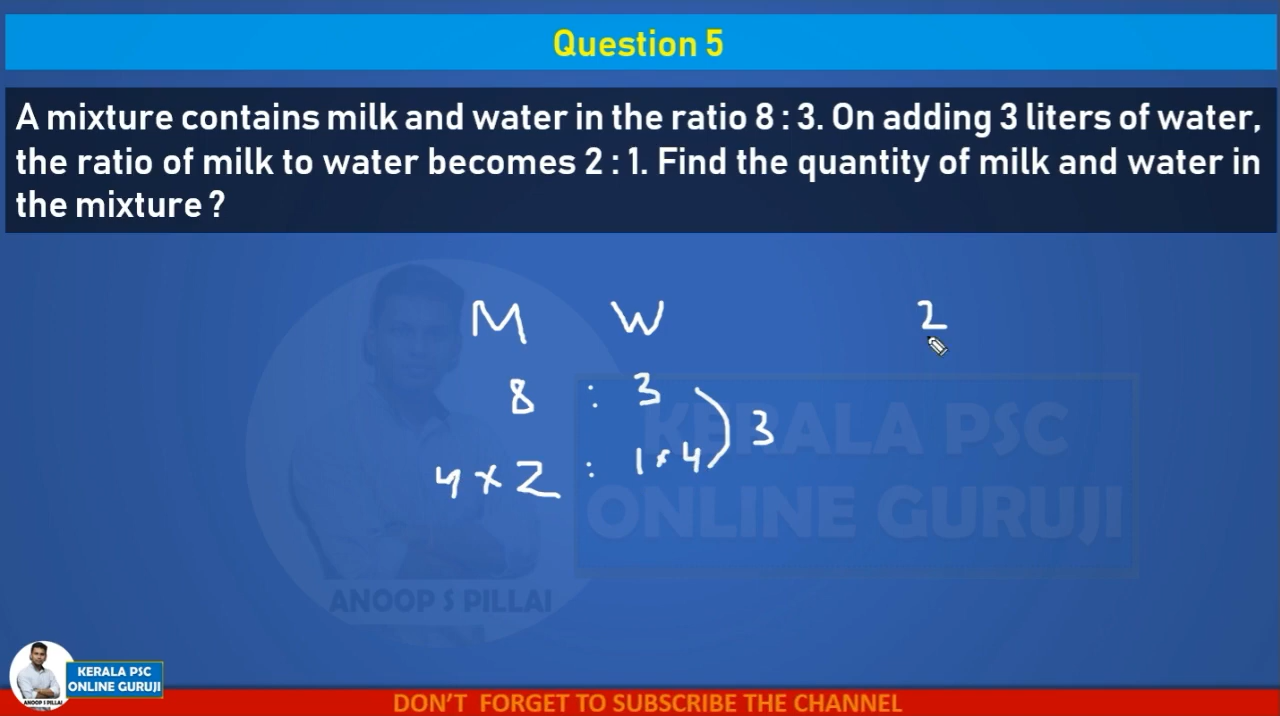 Question 5
A mixture contains milk and water in the ratio 8 : 3. On adding 3 liters of water,
the ratio of milk to water becomes 2 : 1. Find the quantity of milk and water in
the mixture ?
M W 2
8 : 3
3
4 x 2 : 1 x 4
KERALA PSC
ONLINE GURUJI
ANOOP S PILLAI
KERALA PSC
ONLINE GURUJI
ANOOP S PILLAI
DON'T FORGET TO SUBSCRIBE THE CHANNEL